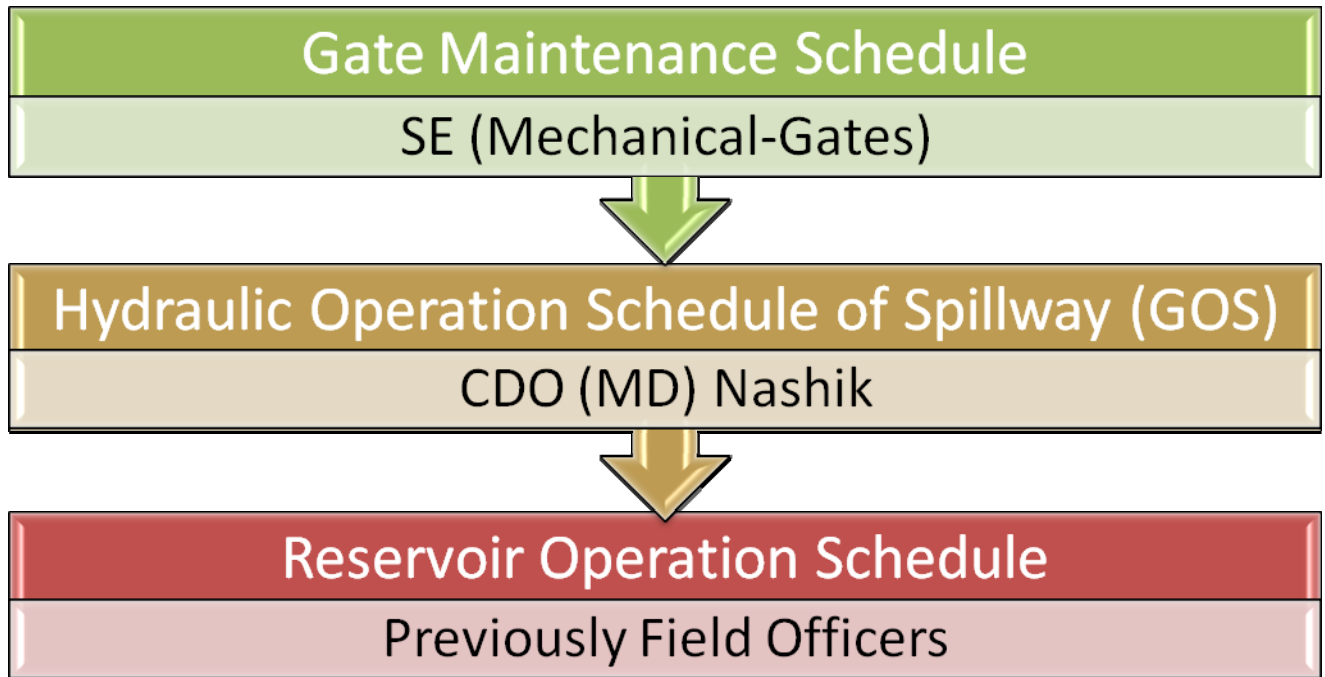 Gate Maintenance Schedule
SE (Mechanical-Gates)
Hydraulic Operation Schedule of Spillway (GOS)
CDO (MD) Nashik
Reservoir Operation Schedule
Previously Field Officers